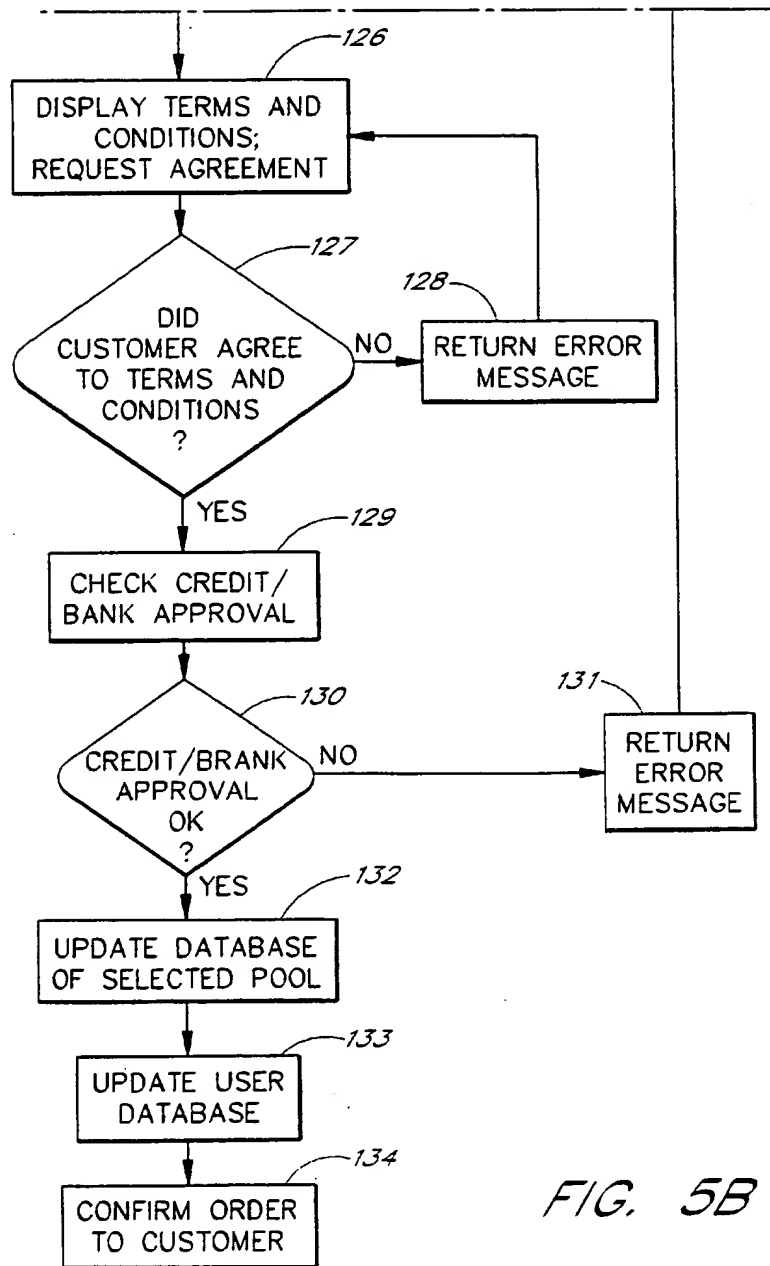 126
DISPLAY TERMS AND
CONDITIONS;
REQUEST AGREEMENT
127
DID
CUSTOMER AGREE
TO TERMS AND
CONDITIONS
?
NO
128
RETURN ERROR
MESSAGE
YES
129
CHECK CREDIT/
BANK APPROVAL
130
CREDIT/BRANK
APPROVAL
OK
?
NO
131
RETURN
ERROR
MESSAGE
YES
132
UPDATE DATABASE
OF SELECTED POOL
133
UPDATE USER
DATABASE
134
CONFIRM ORDER
TO CUSTOMER
FIG. 5B